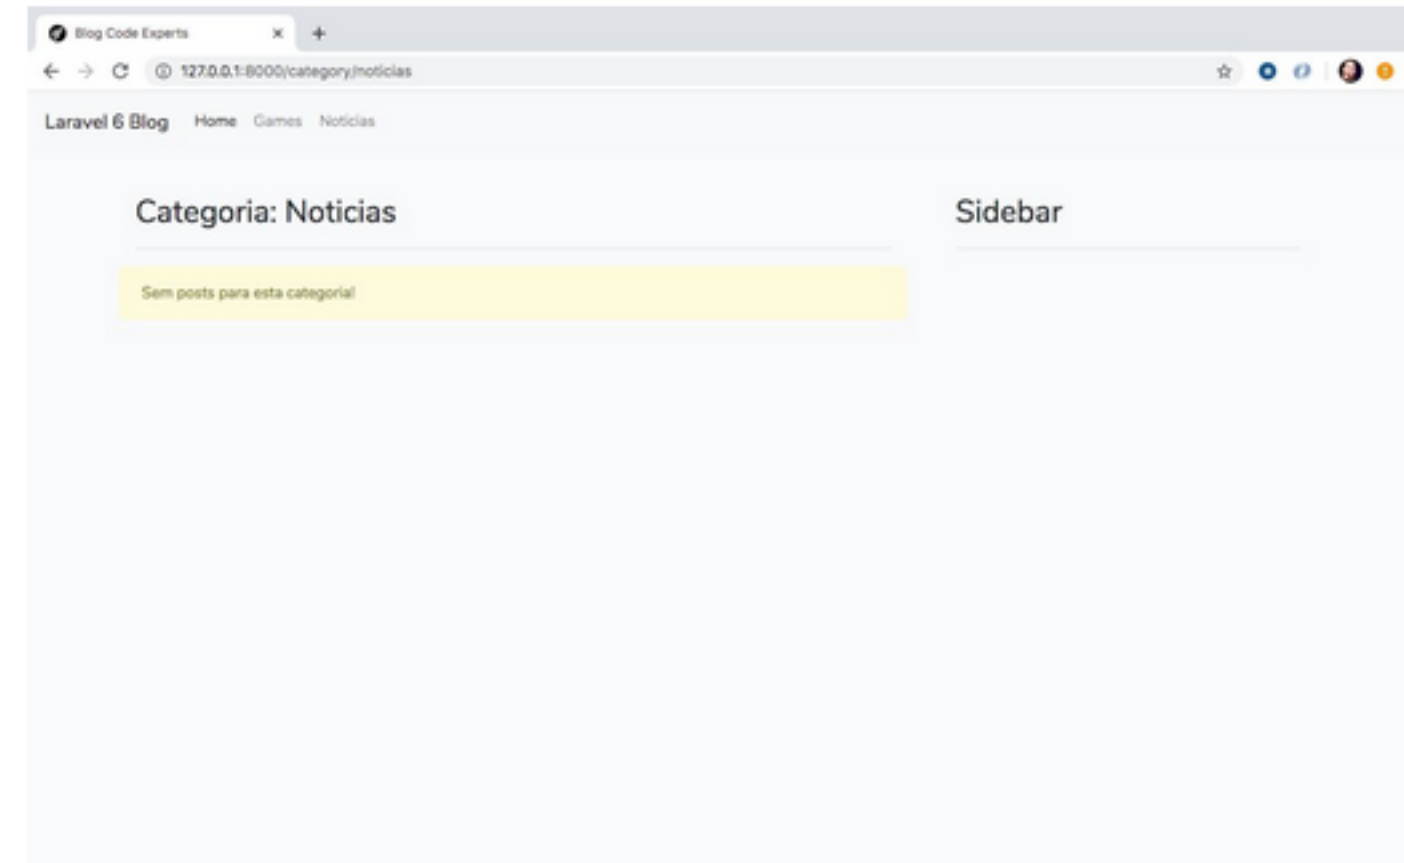 Blog Code Experts
127.0.0.1:8000/category/noticias
Laravel 6 Blog Home Games Noticias
Categoria: Noticias
Sidebar
Sem posts para esta categoria!